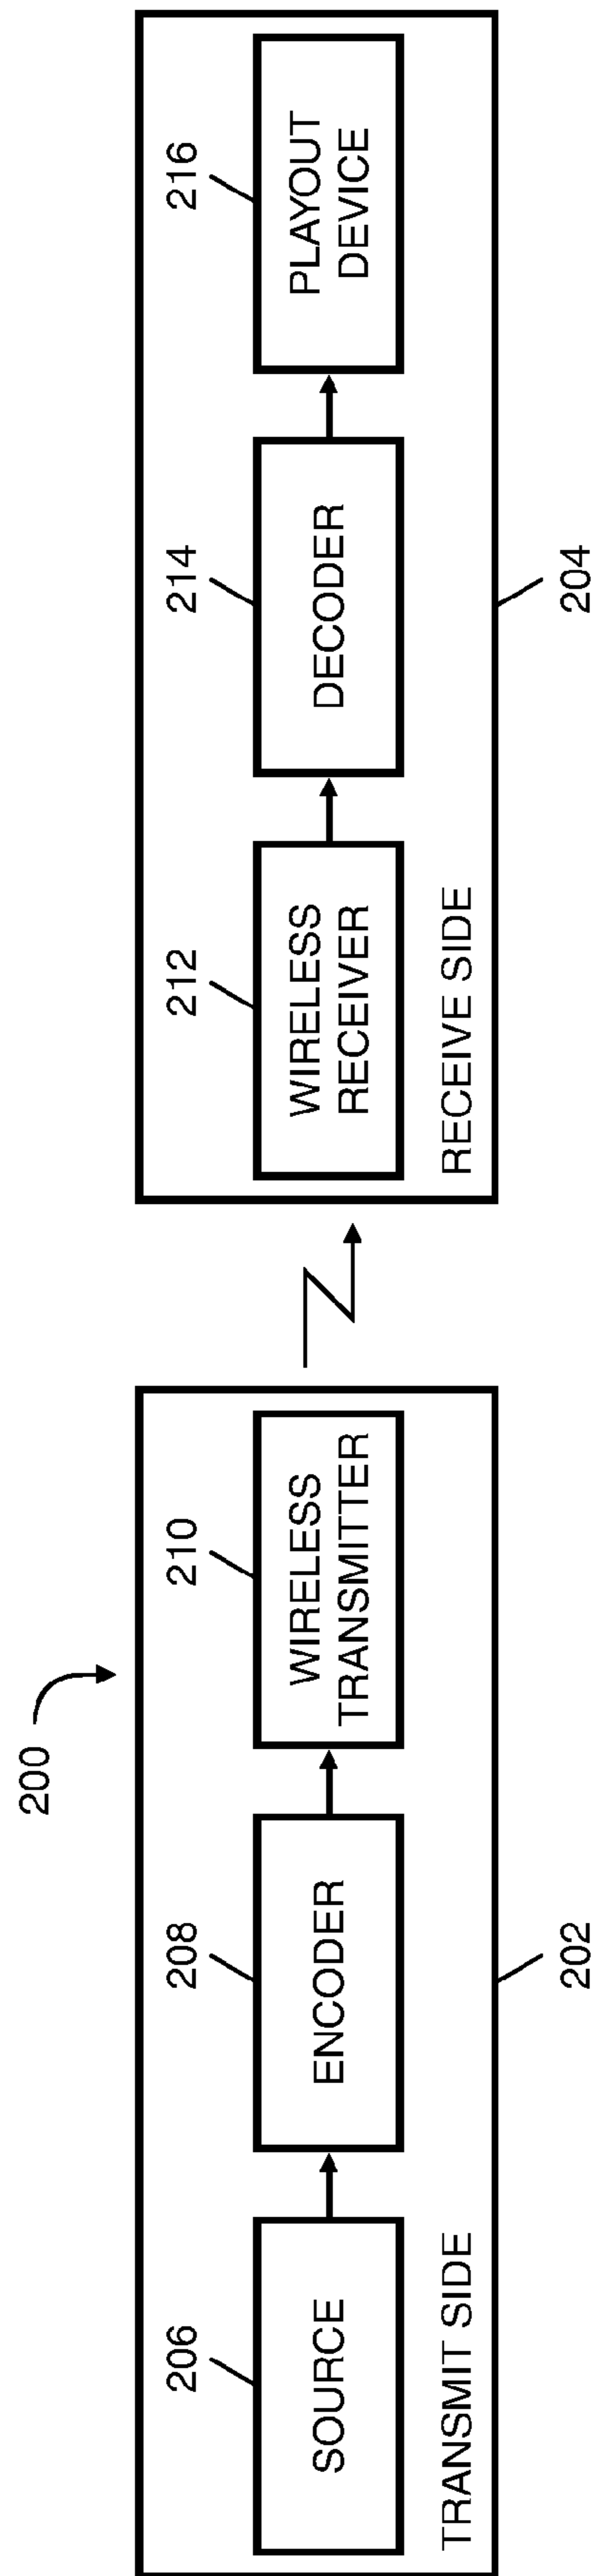 200
206
208
210
SOURCE
ENCODER
WIRELESS
TRANSMITTER
TRANSMIT SIDE
202
212
214
216
WIRELESS
RECEIVER
DECODER
PLAYOUT
DEVICE
RECEIVE SIDE
204